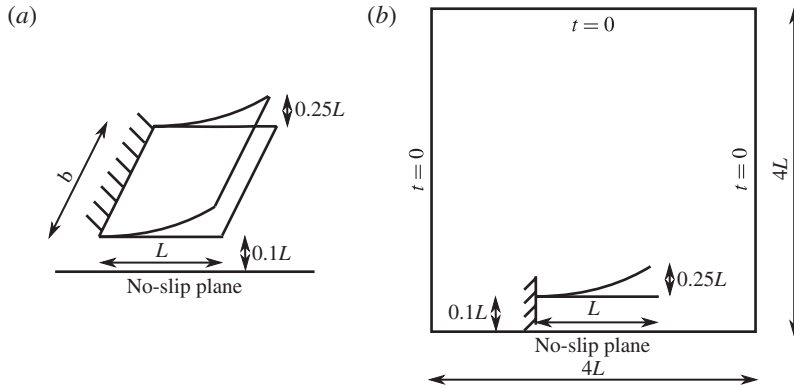 (a)
0.25L
b
L
0.1L
No-slip plane
(b)
t = 0
t = 0
t = 0
4L
0.25L
0.1L
L
No-slip plane
4L